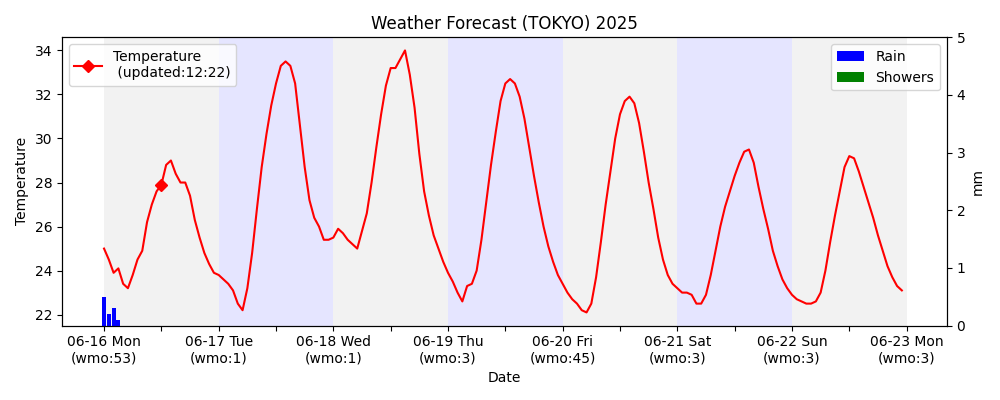 Weather Forecast (TOKYO) 2025
Temperature
(updated:12:22)
Rain
Showers
34
32
30
28
26
24
22
Temperature
5
4
3
2
1
0
mm
06-16 Mon
(wmo:53)
06-17 Tue
(wmo:1)
06-18 Wed
(wmo:1)
06-19 Thu
(wmo:3)
06-20 Fri
(wmo:45)
06-21 Sat
(wmo:3)
06-22 Sun
(wmo:3)
06-23 Mon
(wmo:3)
Date